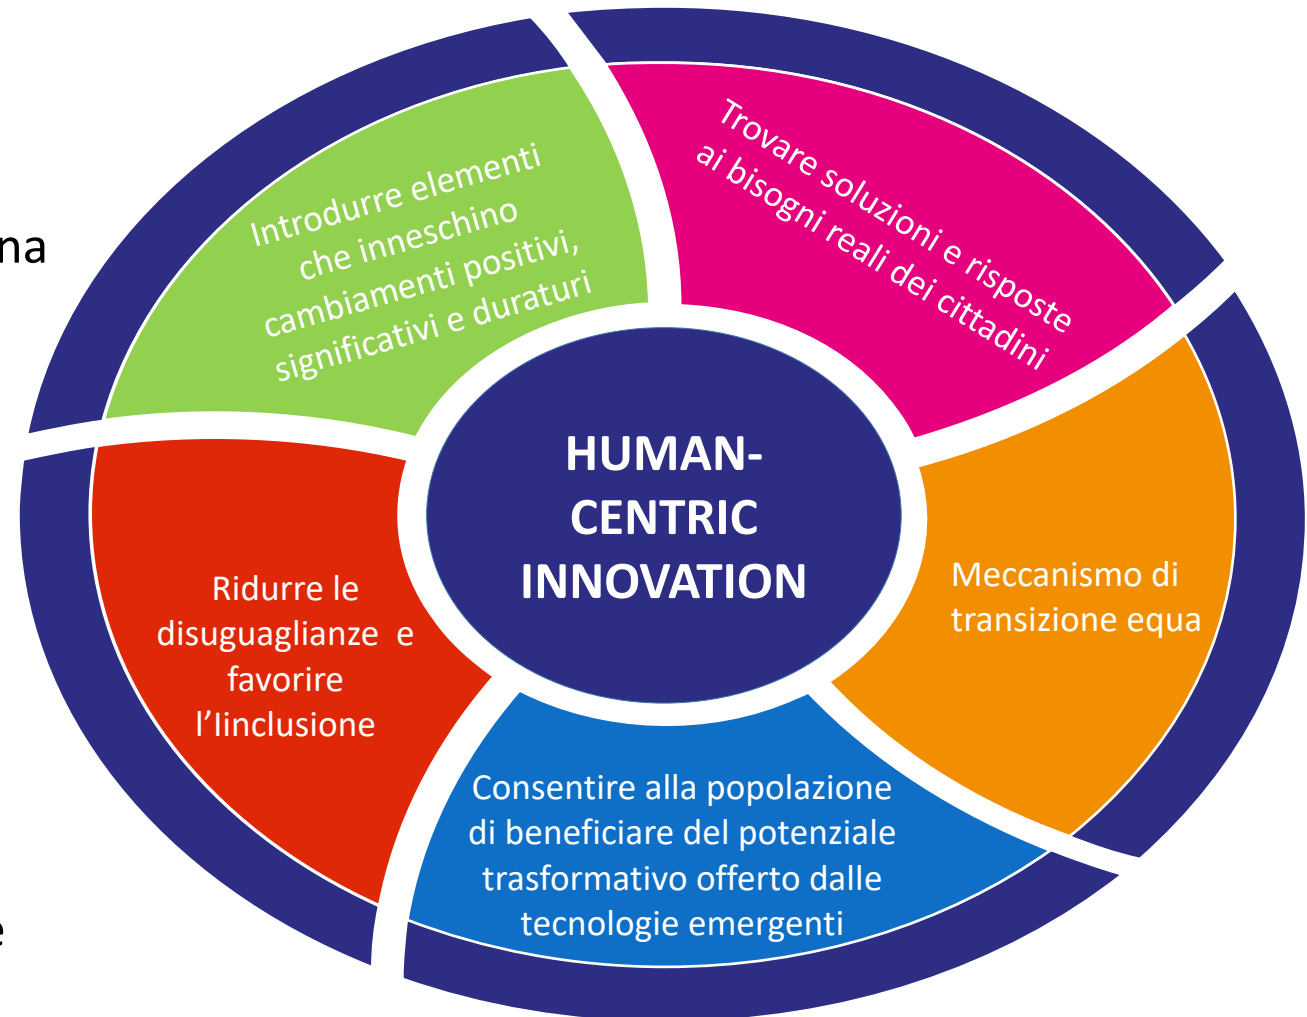 na
e
Introdurre elementi
che inneschino
cambiamenti positivi,
significativi e duraturi
Trovare soluzioni e risposte
ai bisogni reali dei cittadini
HUMAN-
CENTRIC
INNOVATION
Meccanismo di
transizione equa
Ridurre le
disuguaglianze e
favorire
l’Iinclusione
Consentire alla popolazione
di beneficiare del potenziale
trasformativo offerto dalle
tecnologie emergenti